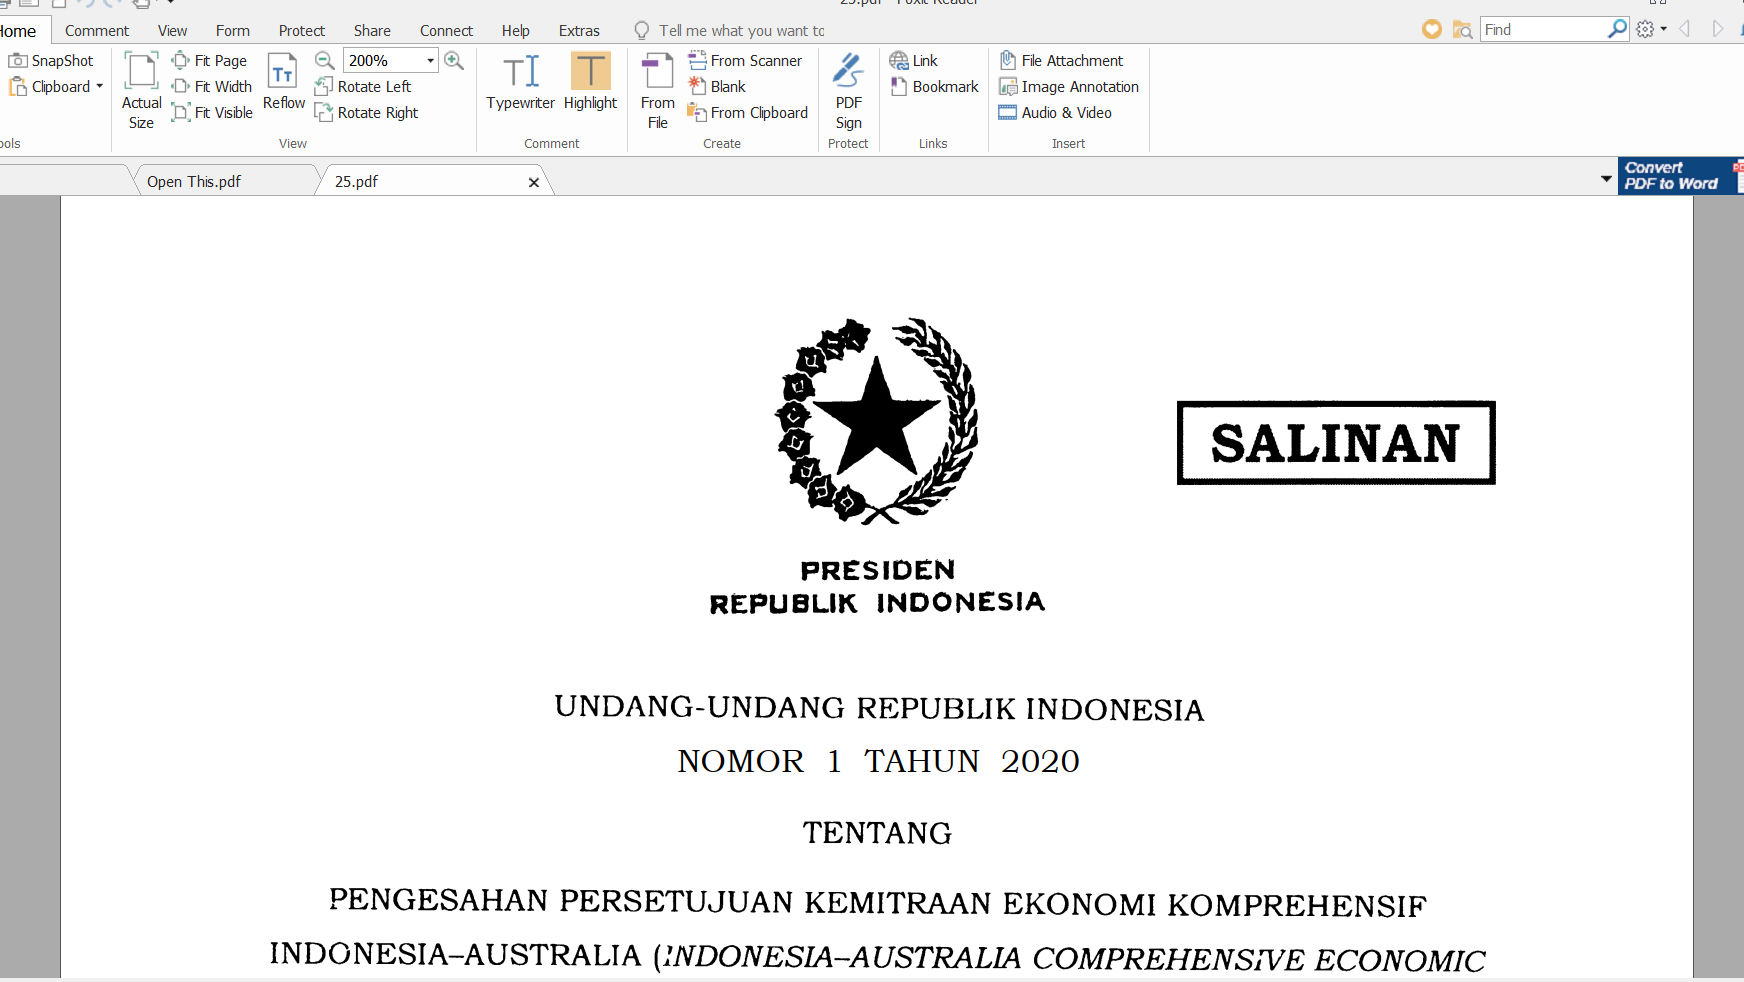 25.pdf - Foxit Reader
Home Comment View Form Protect Share Connect Help Extras Tell me what you want to Find
SnapShot
Clipboard
Actual Size
Fit Page
Fit Width
Fit Visible
Reflow
200%
Rotate Left
Rotate Right
View
Typewriter
Highlight
Comment
From File
From Scanner
Blank
From Clipboard
Create
PDF Sign
Protect
Link
Bookmark
Links
File Attachment
Image Annotation
Audio & Video
Insert
Open This.pdf
25.pdf
Convert
PDF to Word
SALINAN
PRESIDEN
REPUBLIK INDONESIA
UNDANG-UNDANG REPUBLIK INDONESIA
NOMOR 1 TAHUN 2020
TENTANG
PENGESAHAN PERSETUJUAN KEMITRAAN EKONOMI KOMPREHENSIF
INDONESIA–AUSTRALIA (INDONESIA–AUSTRALIA COMPREHENSIVE ECONOMIC